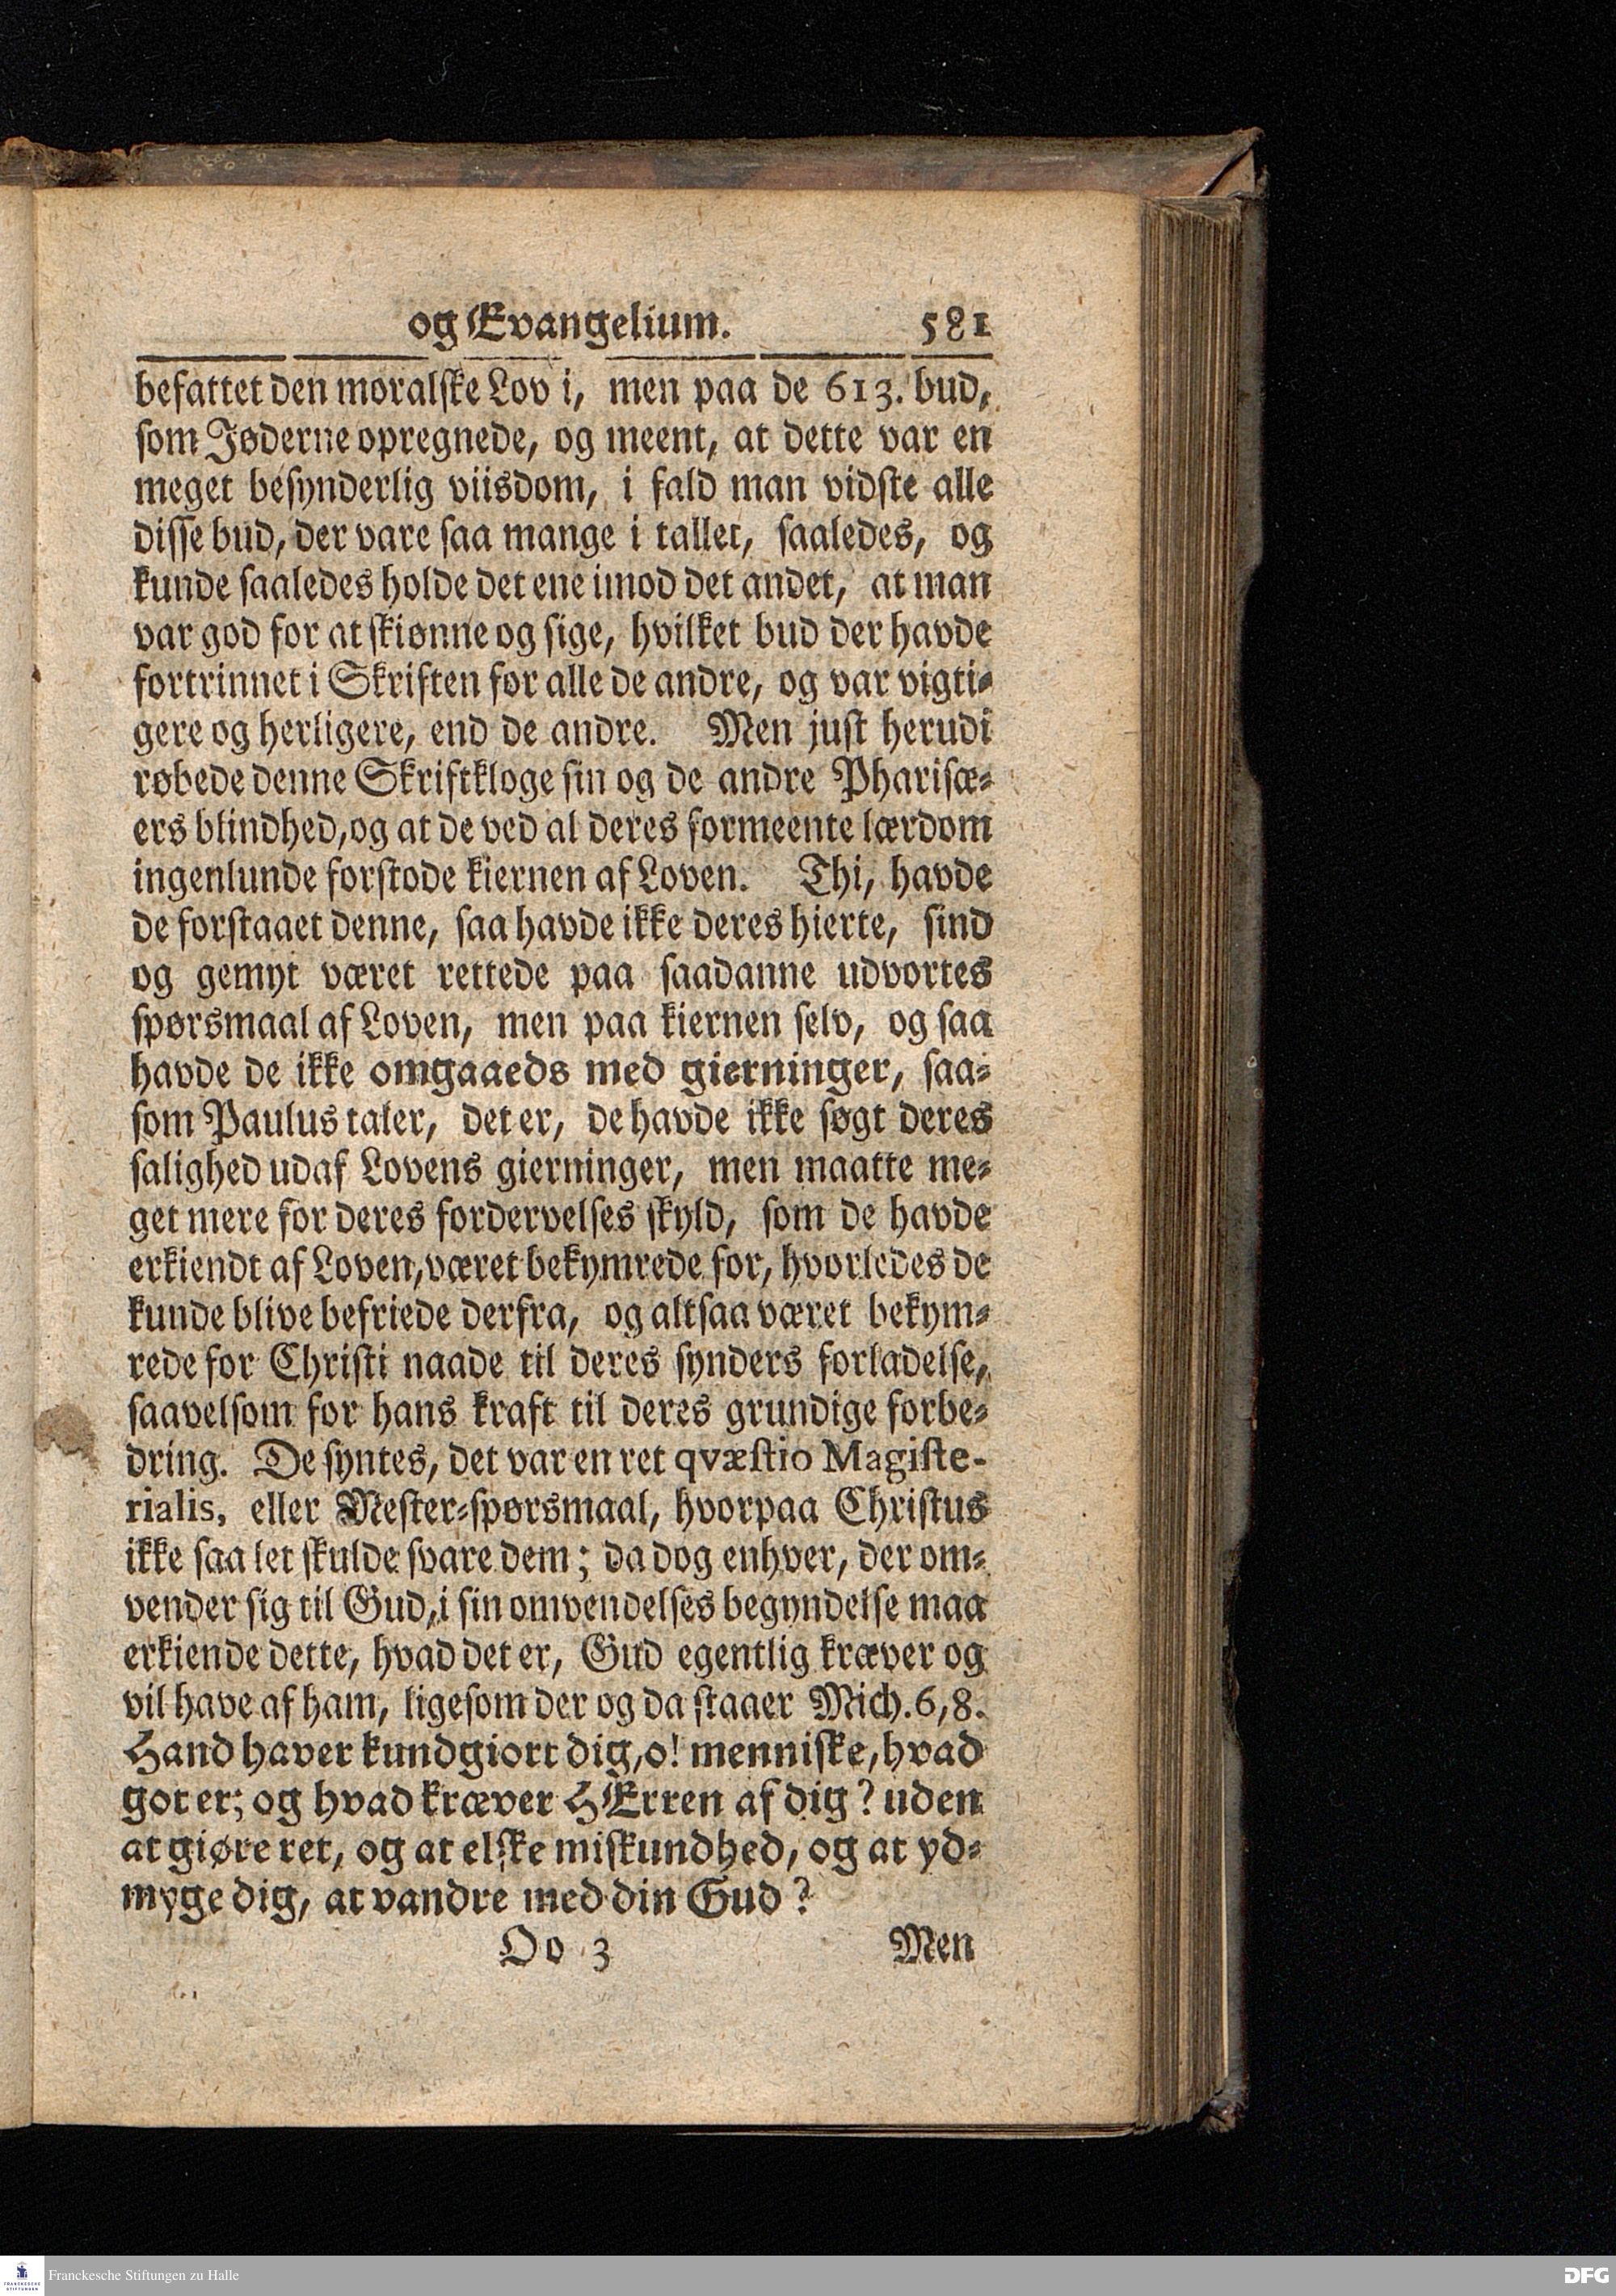 og Evangelium. 581
befattet den moralske Lov i, men paa de 613. bud,
som Jøderne opregnede, og meent, at dette var en
meget besynderlig viisdom, i fald man vidste alle
disse bud, der vare saa mange i tallet, saaledes, og
kunde saaledes holde det ene imod det andet, at man
var god for at skiønne og sige, hvilket bud der havde
fortrinnet i Skriften for alle de andre, og var vigti-
gere og herligere, end de andre. Men just herudi
røbede denne Skriftkloge sin og de andre Pharisæ-
ers blindhed, og at de ved al deres formeente lærdom
ingenlunde forstode kiernen af Loven. Thi, havde
de forstaaet denne, saa havde ikke deres hierte, sind
og gemyt været rettede paa saadanne udvortes
spørsmaal af Loven, men paa kiernen selv, og saa
havde de ikke omgaaeds med gierninger, saa-
som Paulus taler, det er, de havde ikke søgt deres
salighed udaf Lovens gierninger, men maatte me-
get mere for deres fordervelses skyld, som de havde
erkiendt af Loven, været bekymrede for, hvorledes de
kunde blive befriede derfra, og altsaa været bekym-
rede for Christi naade til deres synders forladelse,
saavelsom for hans kraft til deres grundige forbe-
dring. De syntes, det var en ret qvæstio Magiste-
rialis, eller Mester-spørsmaal, hvorpaa Christus
ikke saa let skulde svare dem; da dog enhver, der om-
vender sig til Gud, i sin omvendelses begyndelse maa
erkiende dette, hvad det er, Gud egentlig kræver og
vil have af ham, ligesom der og da staaer Mich. 6, 8.
Hand haver kundgiort dig, o! menniske, hvad
got er; og hvad kræver HErren af dig? uden
at giøre ret, og at elske miskundhed, og at yd-
myge dig, at vandre med din Gud?
Oo 3 Men
Franckesche Stiftungen zu Halle
FRANCKESCHE
STIFTUNGEN
DFG